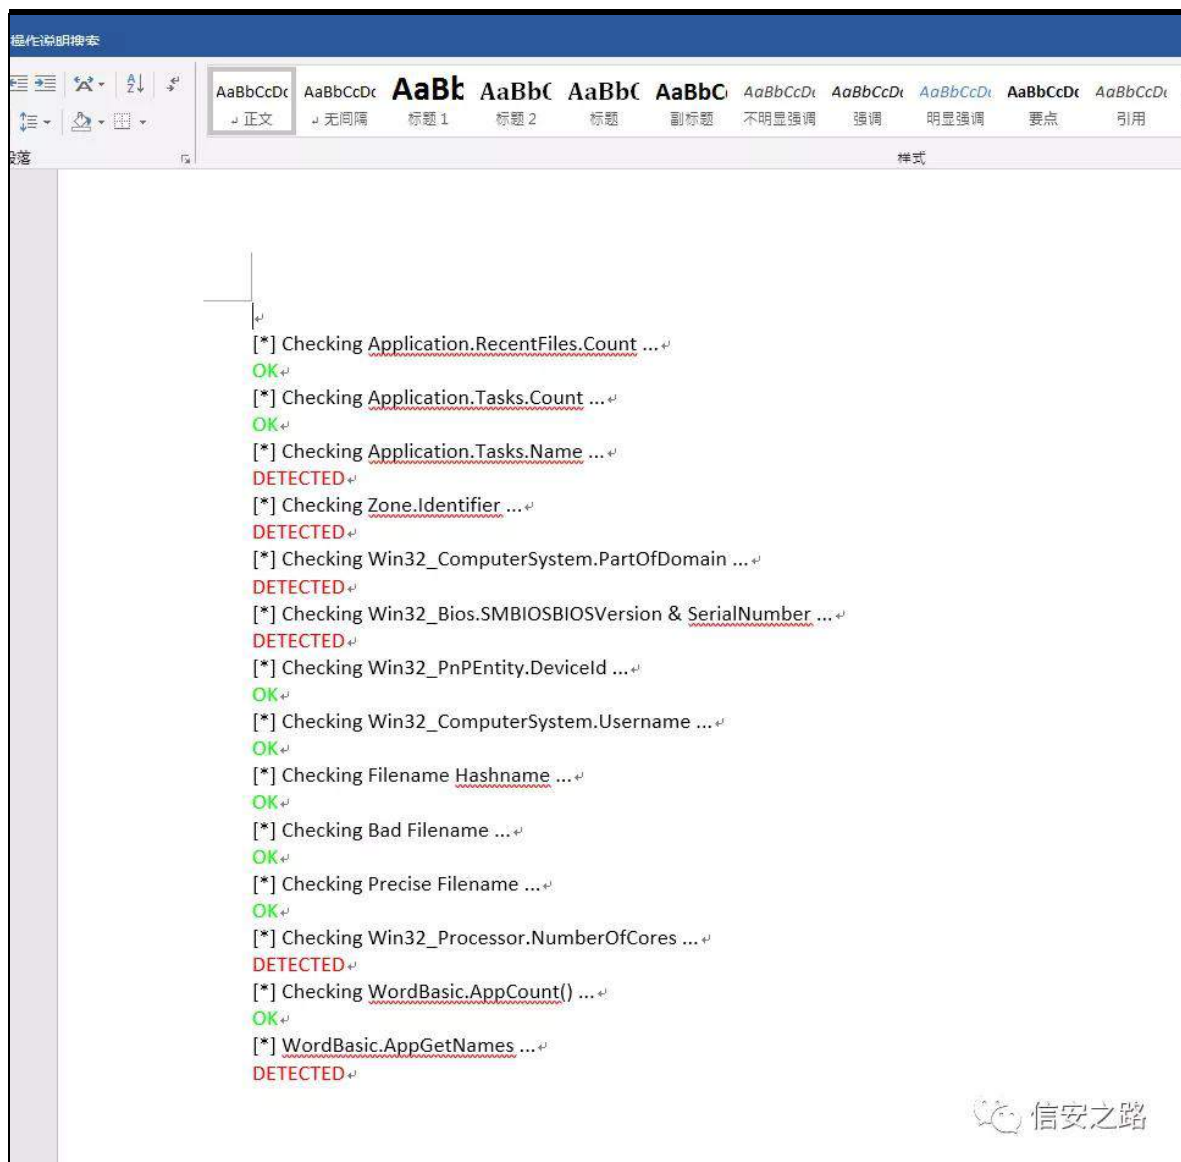 操作说明搜索
AaBbCcDc AaBbCcDc AaBb AaBbC AaBbC AaBbC AaBbCcDc AaBbCcDc AaBbCcDc AaBbCcDc AaBbCcDc
正文 无间隔 标题 1 标题 2 标题 副标题 不明显强调 强调 明显强调 要点 引用
段落 样式
[*] Checking Application.RecentFiles.Count ...
OK
[*] Checking Application.Tasks.Count ...
OK
[*] Checking Application.Tasks.Name ...
DETECTED
[*] Checking Zone.Identifier ...
DETECTED
[*] Checking Win32_ComputerSystem.PartOfDomain ...
DETECTED
[*] Checking Win32_Bios.SMBIOSBIOSVersion & SerialNumber ...
DETECTED
[*] Checking Win32_PnPEntity.DeviceId ...
OK
[*] Checking Win32_ComputerSystem.Username ...
OK
[*] Checking Filename Hashname ...
OK
[*] Checking Bad Filename ...
OK
[*] Checking Precise Filename ...
OK
[*] Checking Win32_Processor.NumberOfCores ...
DETECTED
[*] Checking WordBasic.AppCount() ...
OK
[*] WordBasic.AppGetNames ...
DETECTED
信安之路